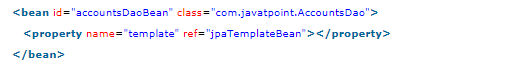 <bean id="accountsDaoBean" class="com.javatpoint.AccountsDao">
<property name="template" ref="jpaTemplateBean"></property>
</bean>